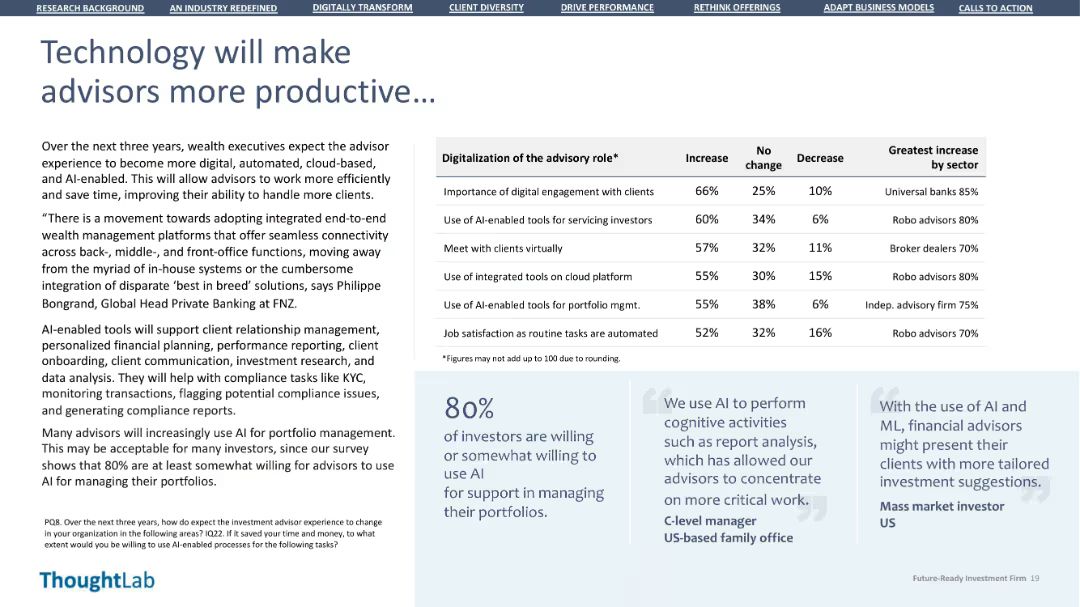 RESEARCH BACKGROUND AN INDUSTRY REDEFINED DIGITALLY TRANSFORM CLIENT DIVERSITY DRIVE PERFORMANCE RETHINK OFFERINGS ADAPT BUSINESS MODELS CALLS TO ACTION
Technology will make
advisors more productive…
Over the next three years, wealth executives expect the advisor
experience to become more digital, automated, cloud-based,
and AI-enabled. This will allow advisors to work more efficiently
and save time, improving their ability to handle more clients.
“There is a movement towards adopting integrated end-to-end
wealth management platforms that offer seamless connectivity
across back-, middle-, and front-office functions, moving away
from the myriad of in-house systems or the cumbersome
integration of disparate ‘best in breed’ solutions, says Philippe
Bongrand, Global Head Private Banking at FNZ.
AI-enabled tools will support client relationship management,
personalized financial planning, performance reporting, client
onboarding, client communication, investment research, and
data analysis. They will help with compliance tasks like KYC,
monitoring transactions, flagging potential compliance issues,
and generating compliance reports.
Many advisors will increasingly use AI for portfolio management.
This may be acceptable for many investors, since our survey
shows that 80% are at least somewhat willing for advisors to use
AI for managing their portfolios.
PQ8. Over the next three years, how do expect the investment advisor experience to change
in your organization in the following areas? IQ22. If it saved your time and money, to what
extent would you be willing to use AI-enabled processes for the following tasks?
ThoughtLab
Digitalization of the advisory role* Increase No change Decrease Greatest increase by sector
Importance of digital engagement with clients 66% 25% 10% Universal banks 85%
Use of AI-enabled tools for servicing investors 60% 34% 6% Robo advisors 80%
Meet with clients virtually 57% 32% 11% Broker dealers 70%
Use of integrated tools on cloud platform 55% 30% 15% Robo advisors 80%
Use of AI-enabled tools for portfolio mgmt. 55% 38% 6% Indep. advisory firm 75%
Job satisfaction as routine tasks are automated 52% 32% 16% Robo advisors 70%
*Figures may not add up to 100 due to rounding.
80%
of investors are willing
or somewhat willing to
use AI
for support in managing
their portfolios.
“
We use AI to perform
cognitive activities
such as report analysis,
which has allowed our
advisors to concentrate
on more critical work.
”
C-level manager
US-based family office
“
With the use of AI and
ML, financial advisors
might present their
clients with more tailored
investment suggestions.
”
Mass market investor
US
Future-Ready Investment Firm 19